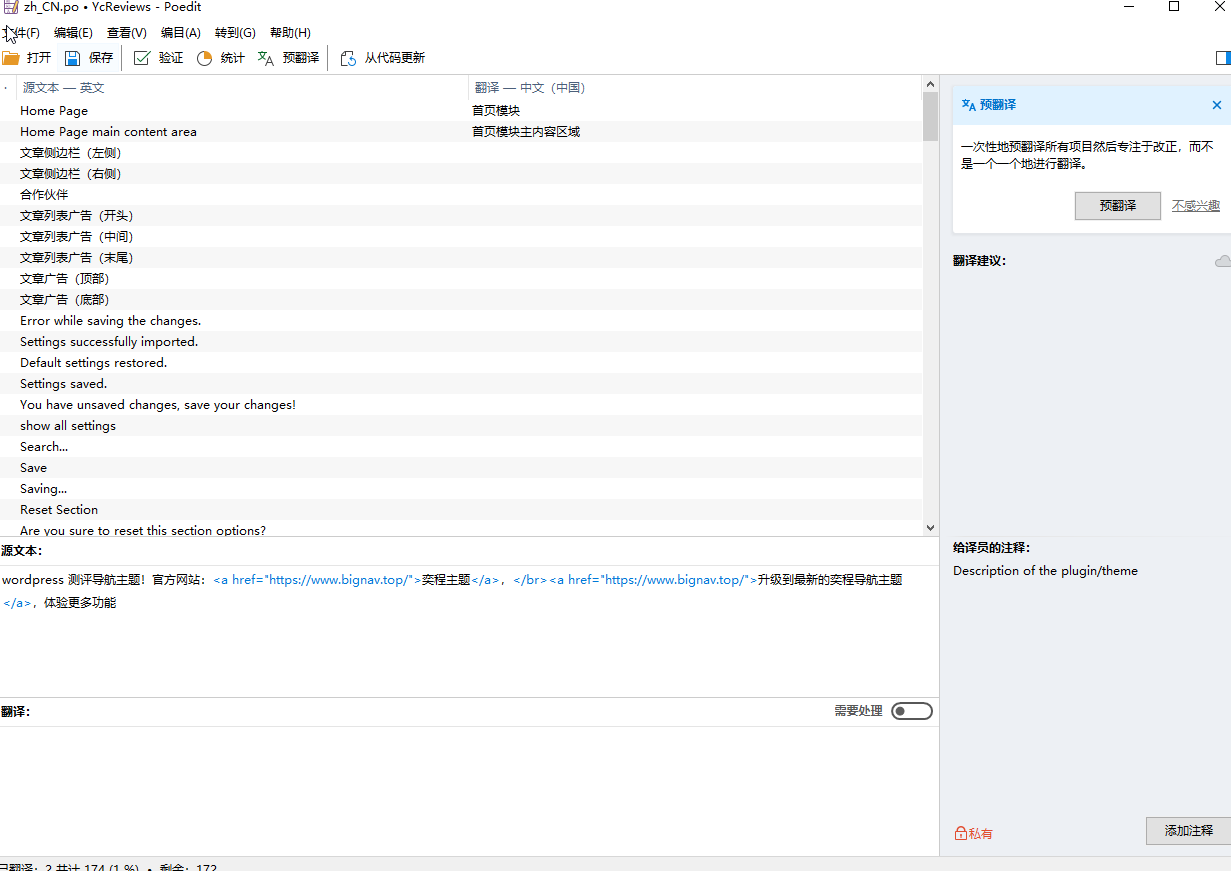 zh_CN.po • YcReviews - Poedit
文件(F) 编辑(E) 查看(V) 编目(A) 转到(G) 帮助(H)
打开 保存 验证 统计 预翻译 从代码更新
源文本 — 英文 翻译 — 中文（中国）
Home Page 首页模块
Home Page main content area 首页模块主内容区域
文章侧边栏（左侧）
文章侧边栏（右侧）
合作伙伴
文章列表广告（开头）
文章列表广告（中间）
文章列表广告（末尾）
文章广告（顶部）
文章广告（底部）
Error while saving the changes.
Settings successfully imported.
Default settings restored.
Settings saved.
You have unsaved changes, save your changes!
show all settings
Search...
Save
Saving...
Reset Section
Are you sure to reset this section options?
源文本：
wordpress 测评导航主题！官方网站：<a href="https://www.bignav.top/">奕程主题</a>，</br><a href="https://www.bignav.top/">升级到最新的奕程导航主题
</a>，体验更多功能
翻译：
需要处理
已翻译：2 共计 174 (1 %) • 剩余：172
预翻译
一次性地预翻译所有项目然后专注于改正，而不
是一个一个地进行翻译。
预翻译 不感兴趣
翻译建议：
给译员的注释：
Description of the plugin/theme
私有
添加注释